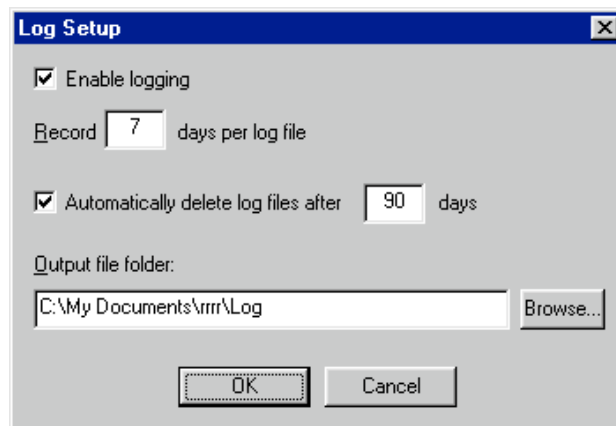 Log Setup
Enable logging
Record 7 days per log file
Automatically delete log files after 90 days
Output file folder:
C:\My Documents\rrrr\Log Browse...
OK Cancel